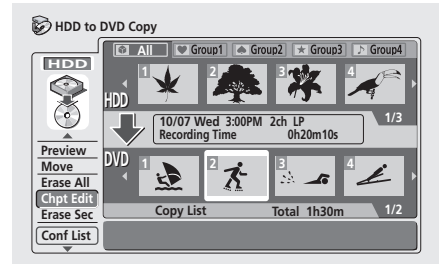 HDD to
DVD Copy
All Group1 Group2 Group3 Group4
HDD
1 2 3 4
HDD
10/07 Wed 3:00PM 2ch LP
Recording Time 0h20m10s
1/3
DVD
1 2 3 4
Preview
Move
Erase All
Chpt Edit
Erase Sec
Conf List
Copy List Total 1h30m 1/2